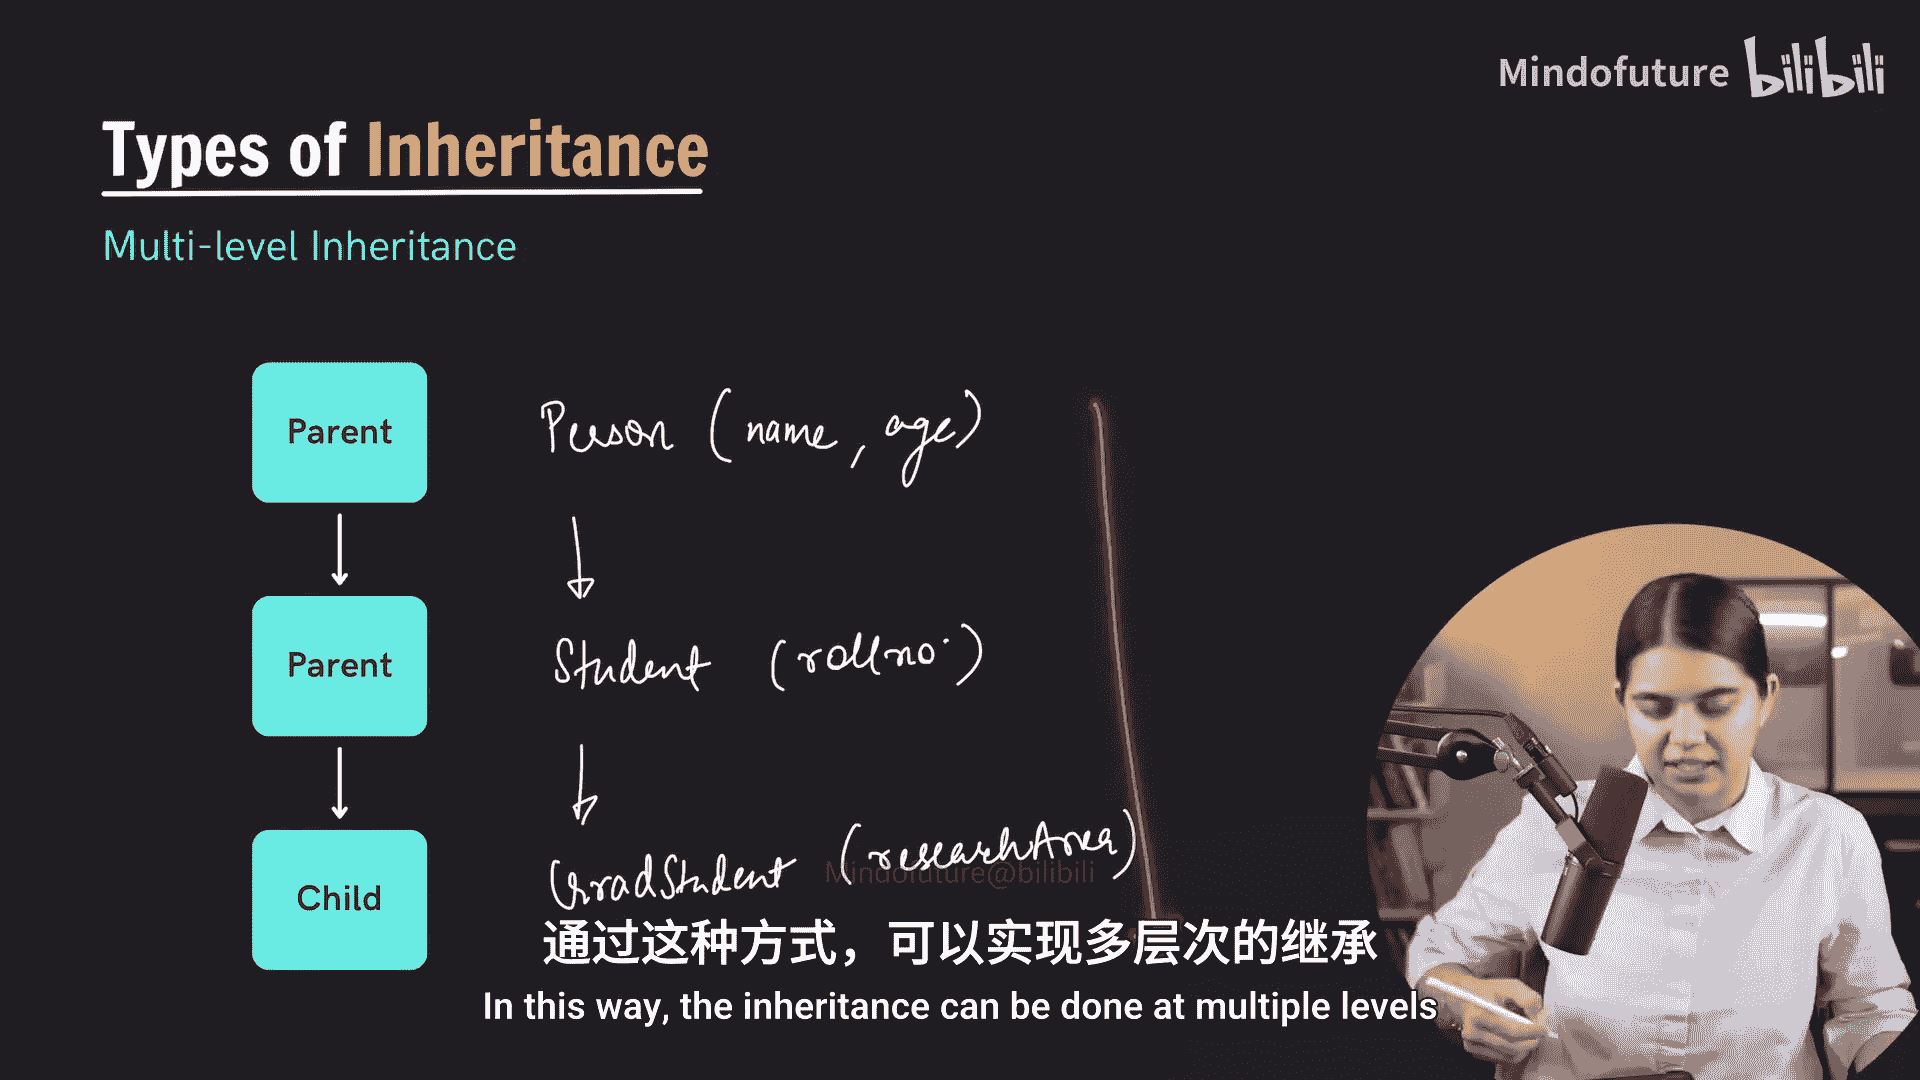 Mindofuture bilibili
Types of Inheritance
Multi-level Inheritance
Parent
Person (name, age)
Parent
Student (rollno.)
Child
GradStudent (researchArea)
Mindofuture@bilibili
通过这种方式，可以实现多层次的继承
In this way, the inheritance can be done at multiple levels